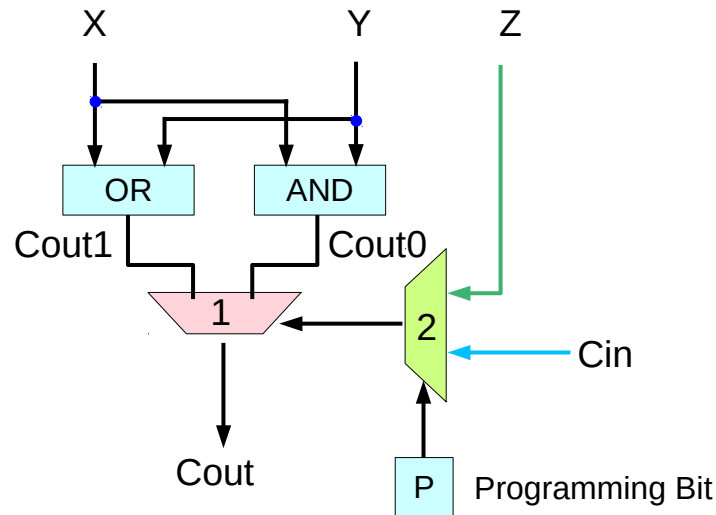 X Y Z
OR AND
Cout1 Cout0
1
2
Cin
Cout
P Programming Bit